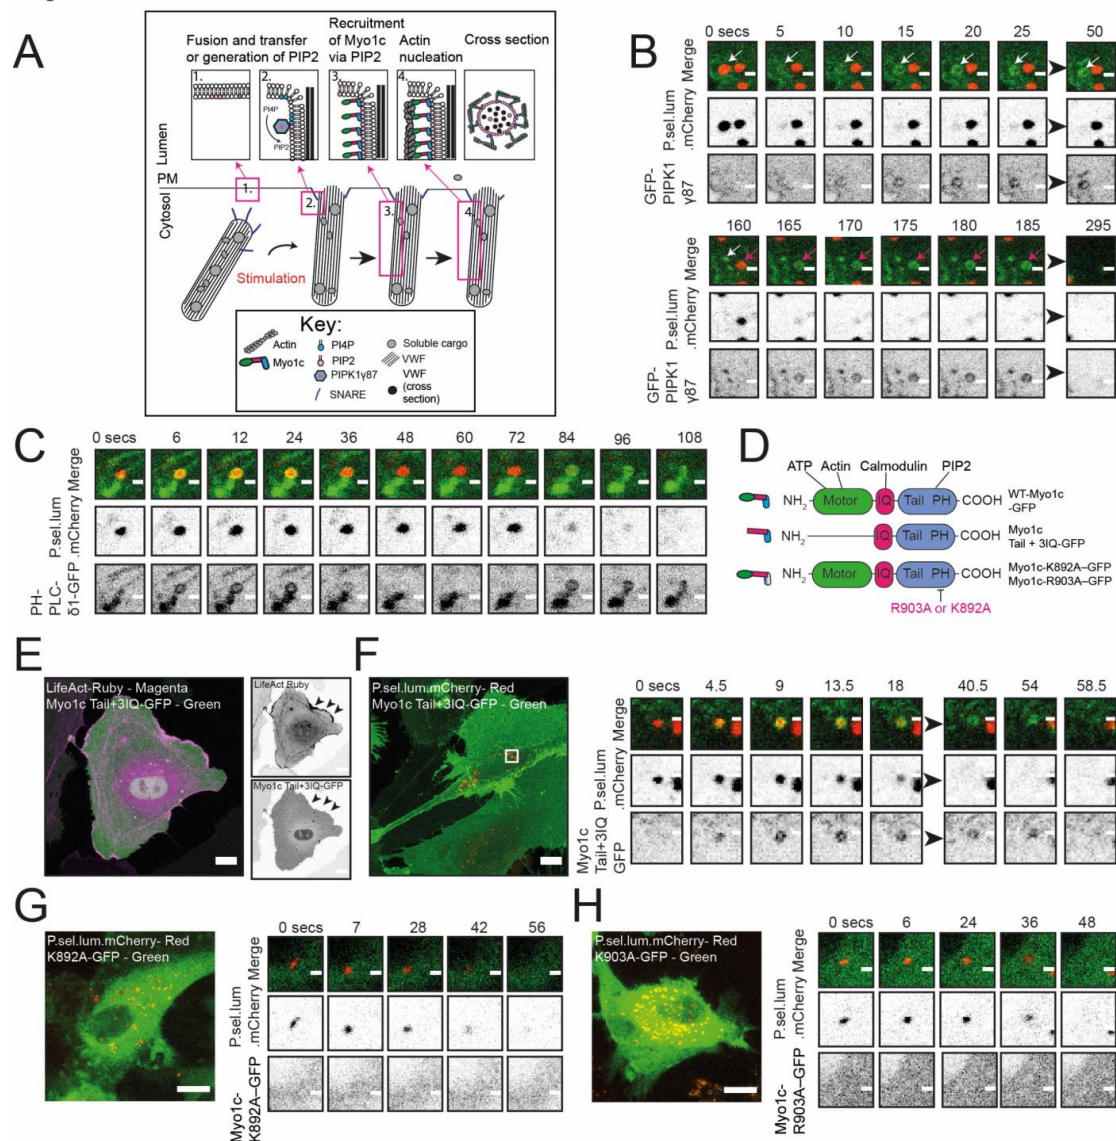 A
Fusion and transfer
or generation of PIP2
Recruitment
of Myo1c
via PIP2
Actin
nucleation
Cross section
1.
2.
3.
4.
PI4P
PIP2
Lumen
PM
Cytosol
1.
2.
3.
4.
Stimulation
Key:
Actin
Myo1c
PI4P
PIP2
PIPK1γ87
SNARE
Soluble cargo
VWF
VWF
(cross
section)
B
0 secs 5 10 15 20 25 50
Merge
P.sel.lum
.mCherry
GFP-
PIPK1
γ87
160 165 170 175 180 185 295
Merge
P.sel.lum
.mCherry
GFP-
PIPK1
γ87
C
0 secs 6 12 24 36 48 60 72 84 96 108
Merge
P.sel.lum
.mCherry
PH-
PLC-
δ1-GFP
D
ATP Actin Calmodulin PIP2
NH2 Motor IQ Tail PH COOH WT-Myo1c
-GFP
NH2 IQ Tail PH COOH Myo1c
Tail + 3IQ-GFP
NH2 Motor IQ Tail PH COOH Myo1c-K892A–GFP
Myo1c-R903A–GFP
R903A or K892A
E
LifeAct-Ruby - Magenta
Myo1c Tail+3IQ-GFP - Green
LifeAct Ruby
Myo1c Tail+3IQ-GFP
F
P.sel.lum.mCherry- Red
Myo1c Tail+3IQ-GFP - Green
0 secs 4.5 9 13.5 18 40.5 54 58.5
Merge
P.sel.lum
.mCherry
Myo1c
Tail+3IQ
GFP
G
P.sel.lum.mCherry- Red
K892A-GFP - Green
0 secs 7 28 42 56
Merge
P.sel.lum
.mCherry
Myo1c-
K892A–GFP
H
P.sel.lum.mCherry- Red
K903A-GFP - Green
0 secs 6 24 36 48
Merge
P.sel.lum
.mCherry
Myo1c-
R903A–GFP